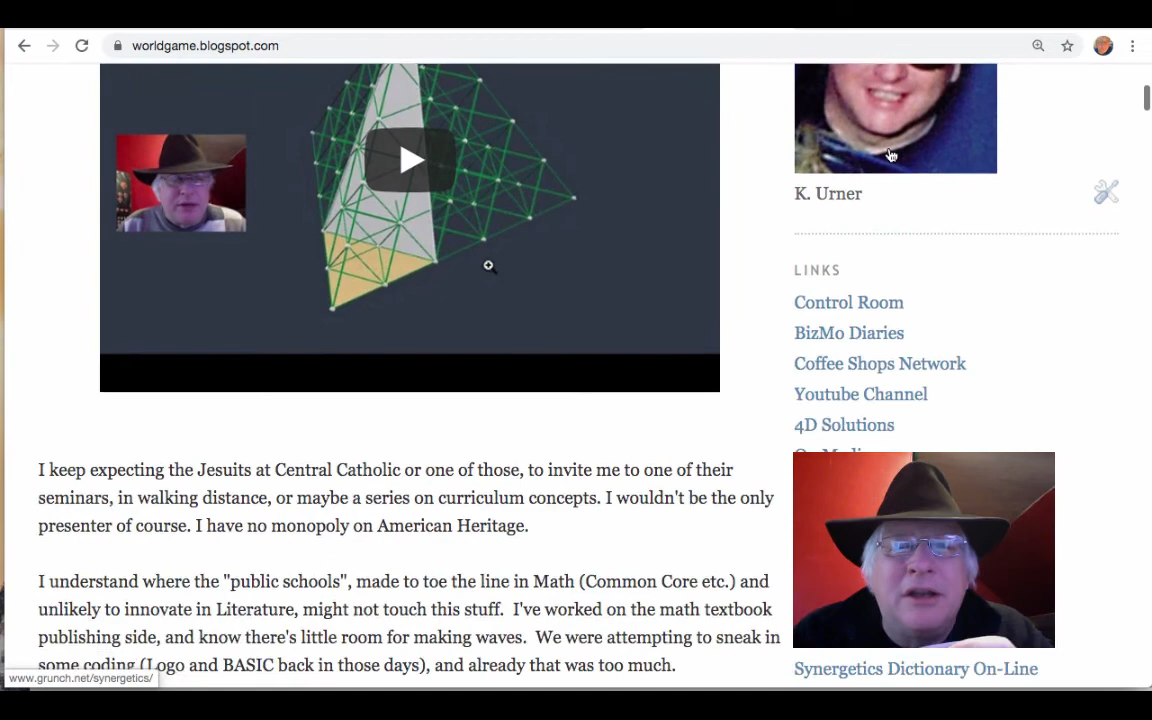 worldgame.blogspot.com
K. Urner
LINKS
Control Room
BizMo Diaries
Coffee Shops Network
Youtube Channel
4D Solutions
I keep expecting the Jesuits at Central Catholic or one of those, to invite me to one of their
seminars, in walking distance, or maybe a series on curriculum concepts. I wouldn't be the only
presenter of course. I have no monopoly on American Heritage.
I understand where the "public schools", made to toe the line in Math (Common Core etc.) and
unlikely to innovate in Literature, might not touch this stuff. I've worked on the math textbook
publishing side, and know there's little room for making waves. We were attempting to sneak in
some coding (Logo and BASIC back in those days), and already that was too much.
Synergetics Dictionary On-Line
www.grunch.net/synergetics/